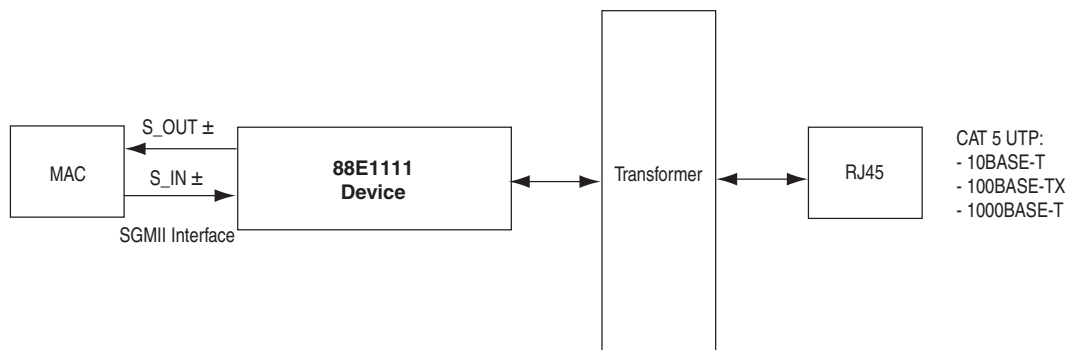 S_OUT ±
MAC
S_IN ±
SGMII Interface
88E1111
Device
Transformer
RJ45
CAT 5 UTP:
- 10BASE-T
- 100BASE-TX
- 1000BASE-T